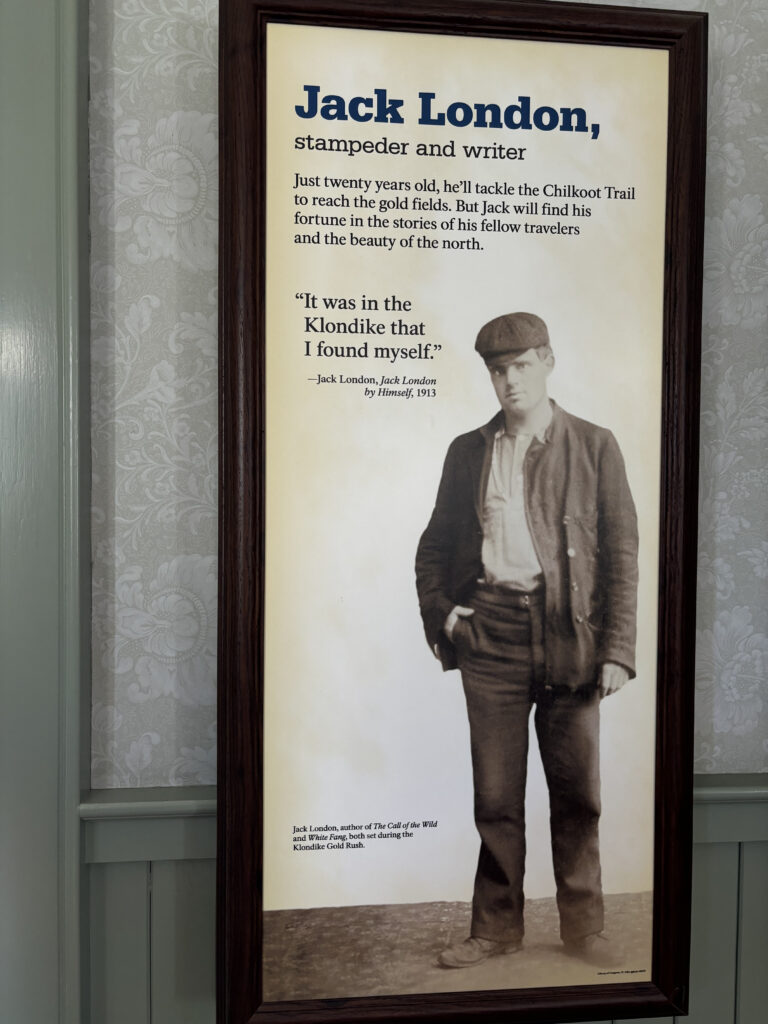 Jack London,
stampeder and writer
Just twenty years old, he’ll tackle the Chilkoot Trail
to reach the gold fields. But Jack will find his
fortune in the stories of his fellow travelers
and the beauty of the north.
“It was in the
Klondike that
I found myself.”
—Jack London, Jack London
by Himself, 1913
Jack London, author of The Call of the Wild
and White Fang, both set during the
Klondike Gold Rush.